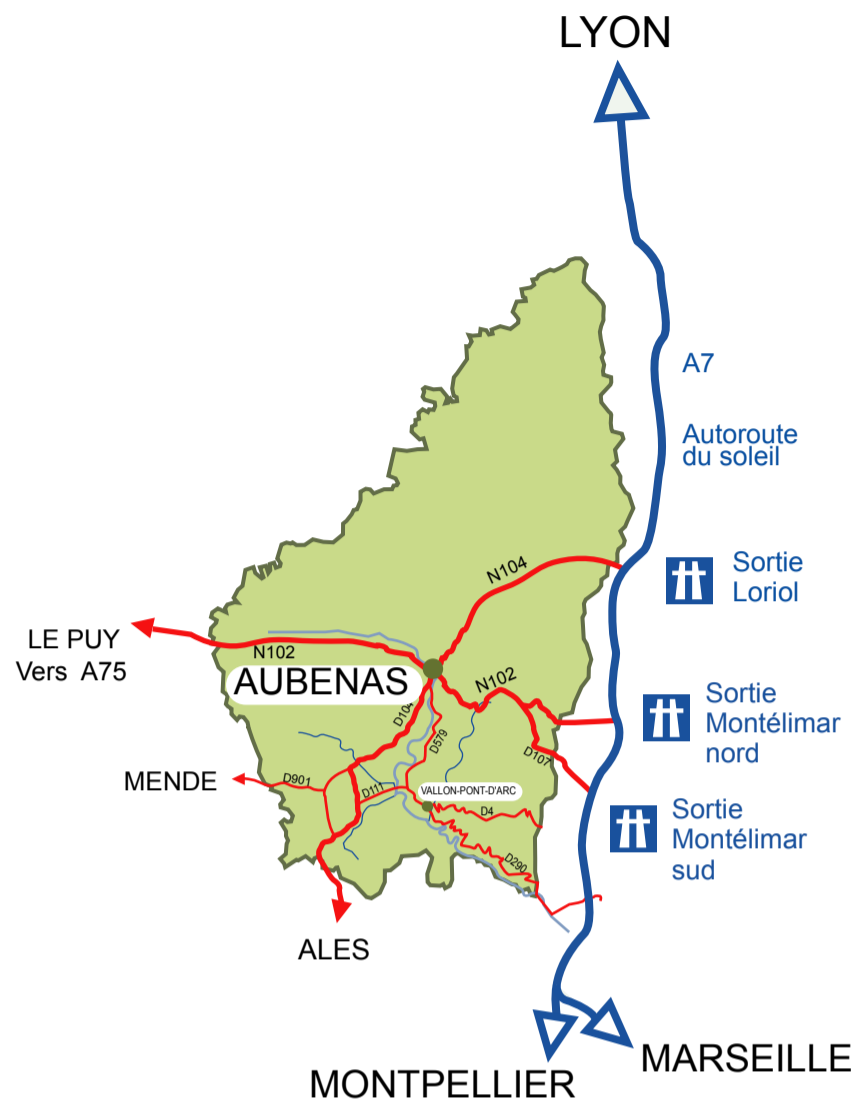 LYON
A7
Autoroute
du soleil
N104
Sortie
Loriol
LE PUY
Vers A75
N102
AUBENAS
N102
Sortie
Montélimar
nord
D104
D579
D107
MENDE
D901
D111
VALLON-PONT-D'ARC
D4
Sortie
Montélimar
sud
D290
ALES
MARSEILLE
MONTPELLIER